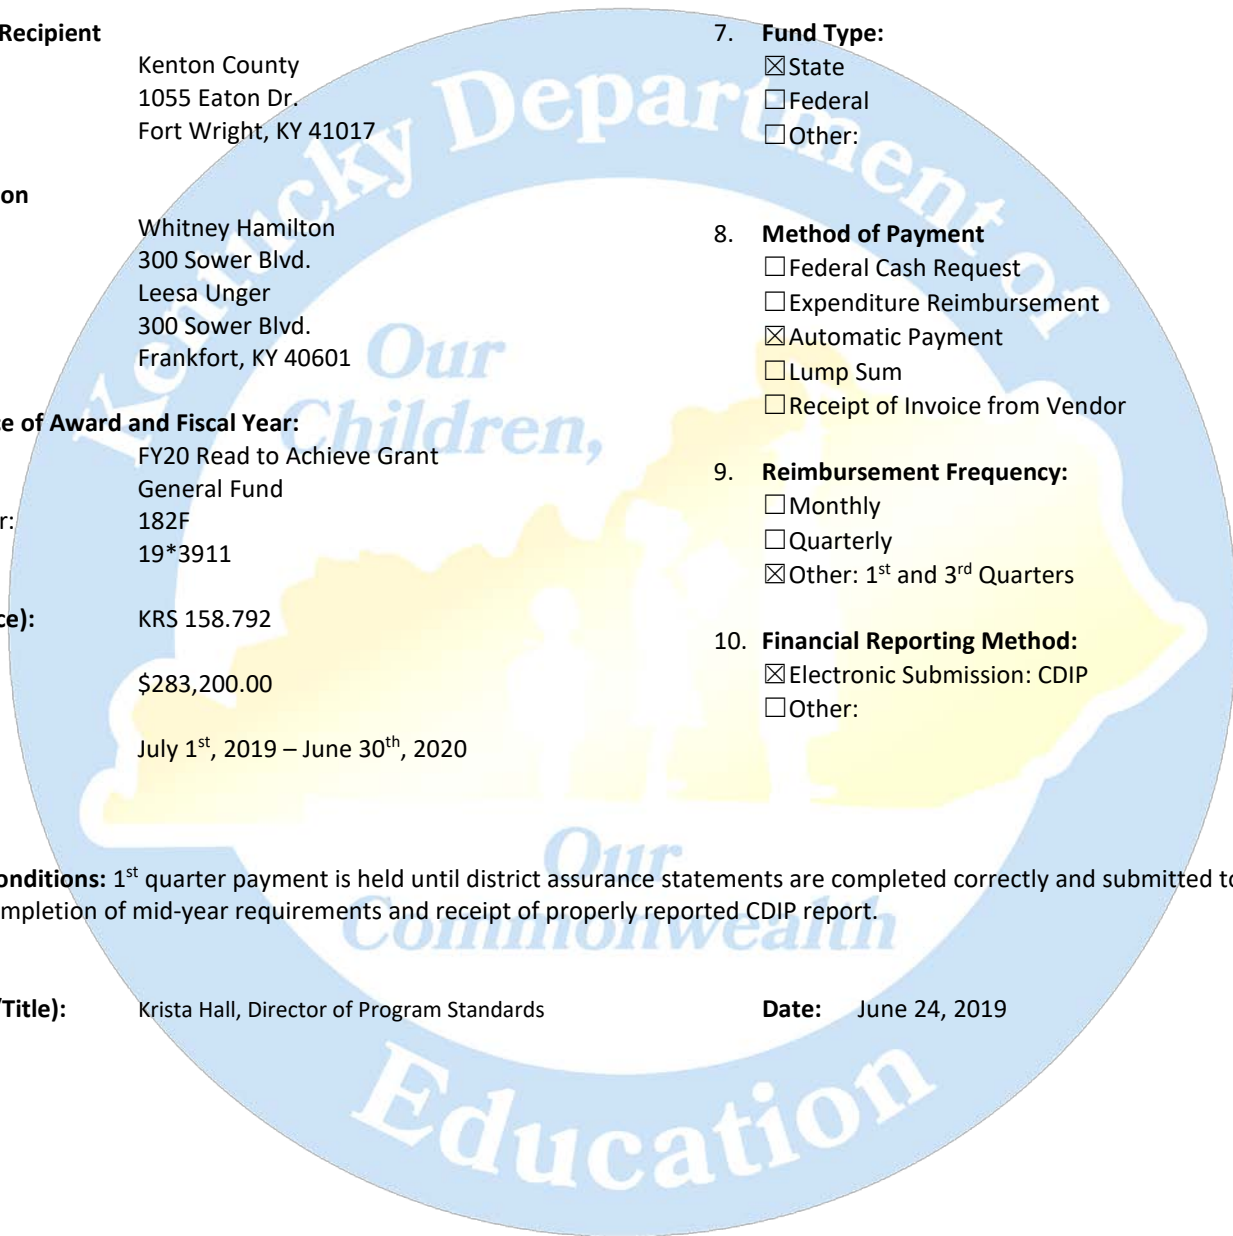 Recipient
Kenton County
1055 Eaton Dr.
Fort Wright, KY 41017
on
Whitney Hamilton
300 Sower Blvd.
Leesa Unger
300 Sower Blvd.
Frankfort, KY 40601
e of Award and Fiscal Year:
FY20 Read to Achieve Grant
General Fund
r: 182F
19*3911
ce): KRS 158.792
$283,200.00
July 1st, 2019 – June 30th, 2020
7. Fund Type:
☒State
☐Federal
☐Other:
8. Method of Payment
☐Federal Cash Request
☐Expenditure Reimbursement
☒Automatic Payment
☐Lump Sum
☐Receipt of Invoice from Vendor
9. Reimbursement Frequency:
☐Monthly
☐Quarterly
☒Other: 1st and 3rd Quarters
10. Financial Reporting Method:
☒Electronic Submission: CDIP
☐Other:
onditions: 1st quarter payment is held until district assurance statements are completed correctly and submitted to
mpletion of mid-year requirements and receipt of properly reported CDIP report.
/Title): Krista Hall, Director of Program Standards Date: June 24, 2019
Kentucky Department of
Education
Our
Children,
Our
Commonwealth